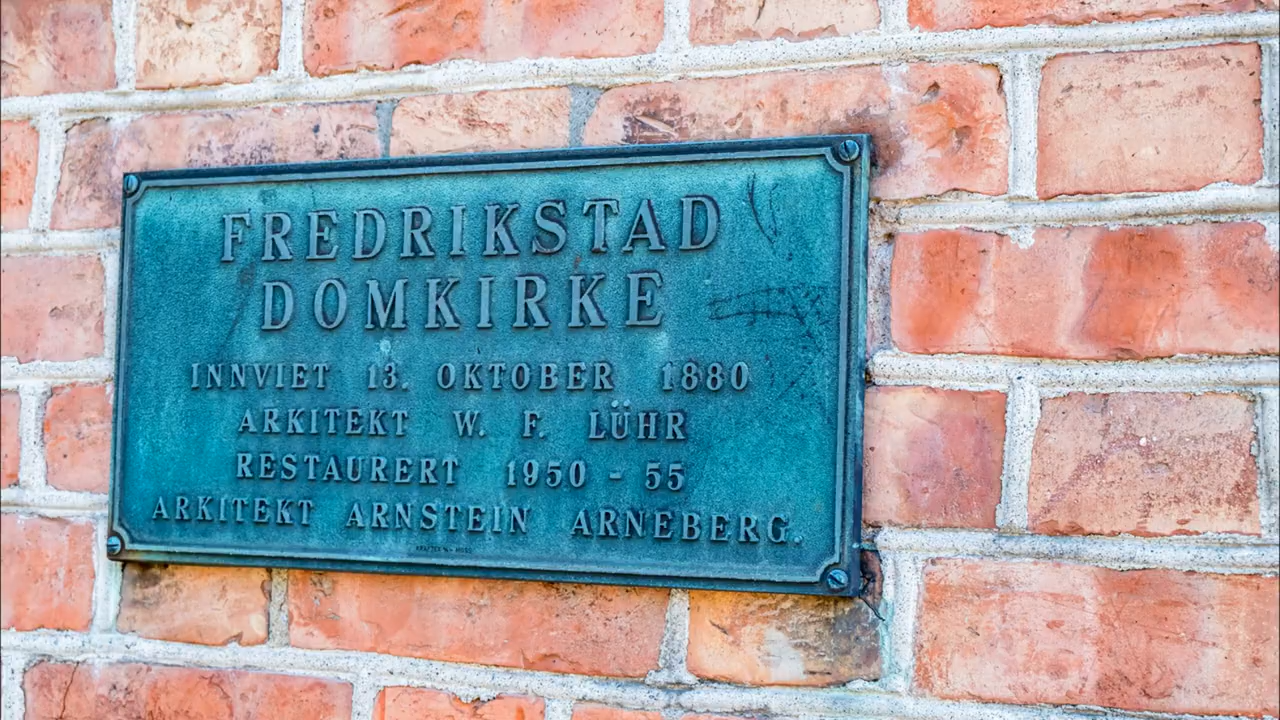 FREDRIKSTAD
DOMKIRKE
INNVIET 13. OKTOBER 1880
ARKITEKT W. F. LÜHR
RESTAURERT 1950 - 55
ARKITEKT ARNSTEIN ARNEBERG.